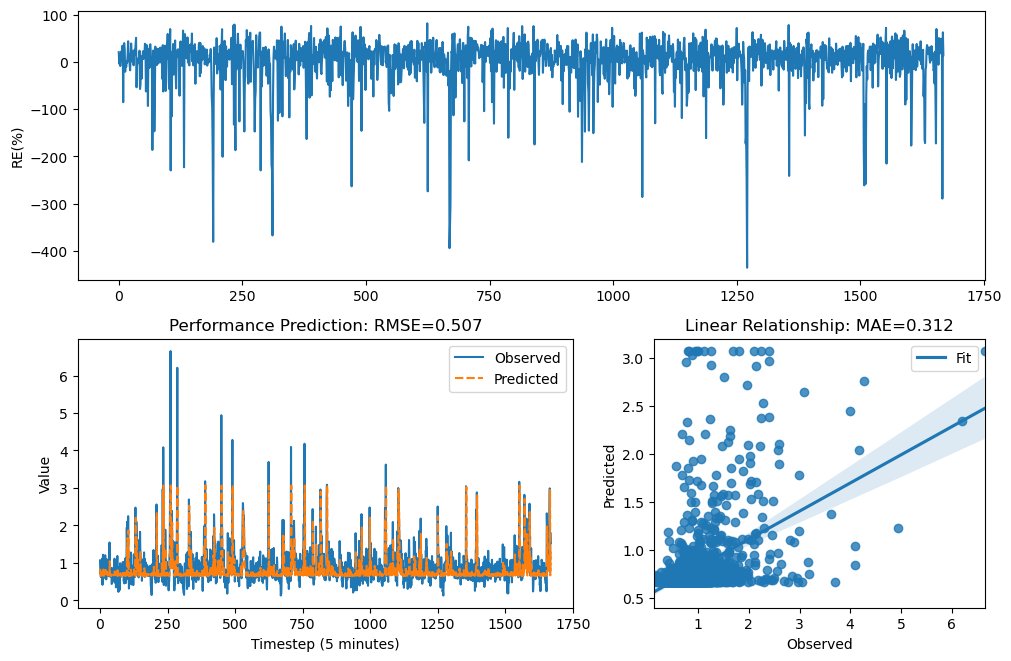 100
0
−100
−200
−300
−400
RE(%)
0 250 500 750 1000 1250 1500 1750
Performance Prediction: RMSE=0.507
Observed
Predicted
6
5
4
3
2
1
0
Value
0 250 500 750 1000 1250 1500 1750
Timestep (5 minutes)
Linear Relationship: MAE=0.312
Fit
3.0
2.5
2.0
1.5
1.0
0.5
Predicted
1 2 3 4 5 6
Observed